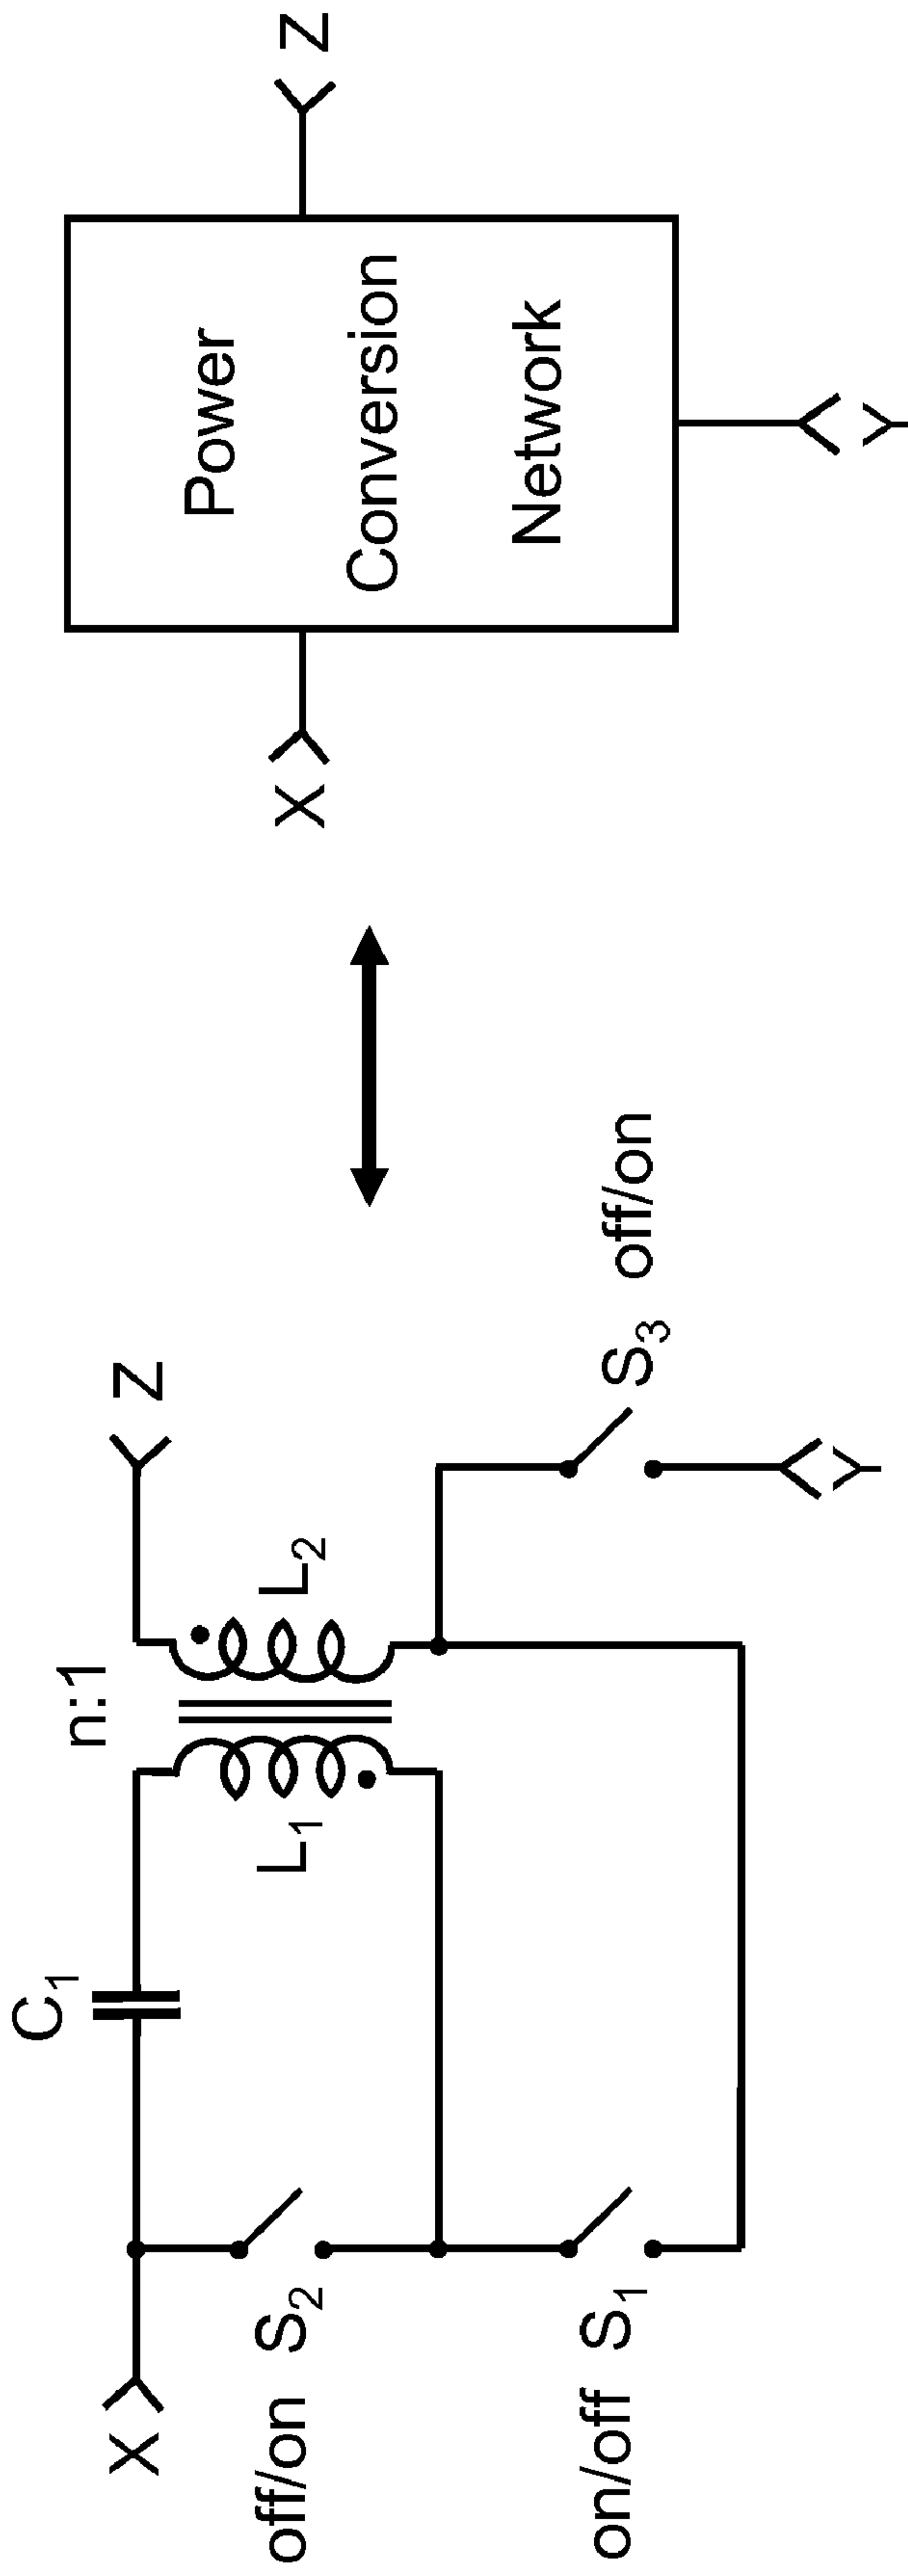 C1
n:1
X
Z
L1
L2
off/on S2
on/off S1
S3 off/on
Y
X
Z
Power
Conversion
Network
Y